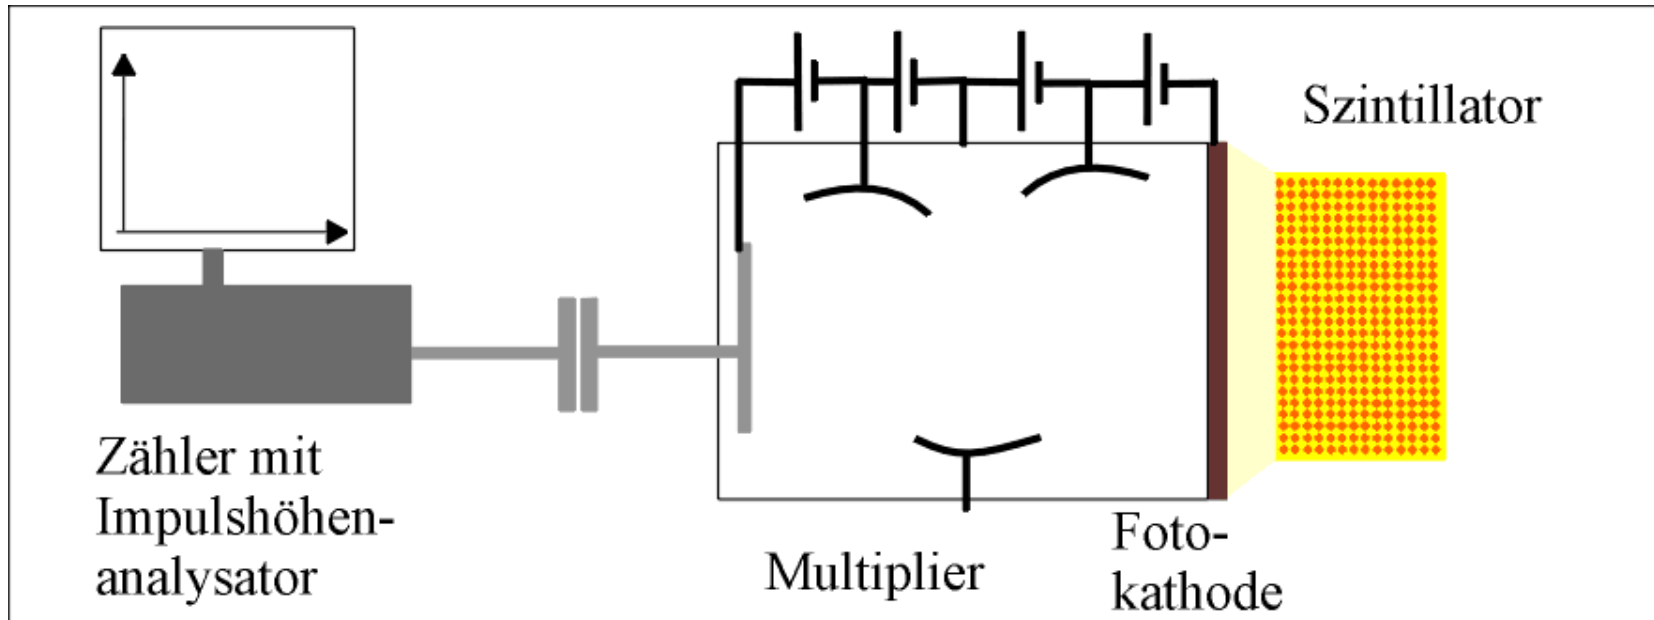 Szintillator
Zähler mit
Impulshöhen-
analysator
Multiplier
Foto-
kathode